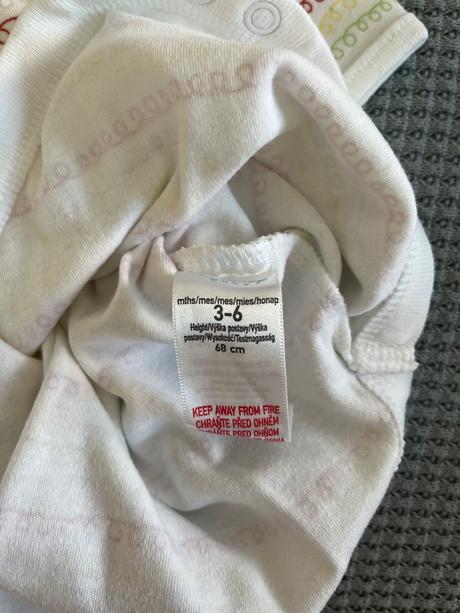 mths/mes/mes/mies/honap
3-6
Height/Výška postavy/Výška
postavy/Wysokość/Testmagasság
68 cm
KEEP AWAY FROM FIRE
CHRAŇTE PŘED OHNĚM
CHRÁŇTE PRED OHŇOM